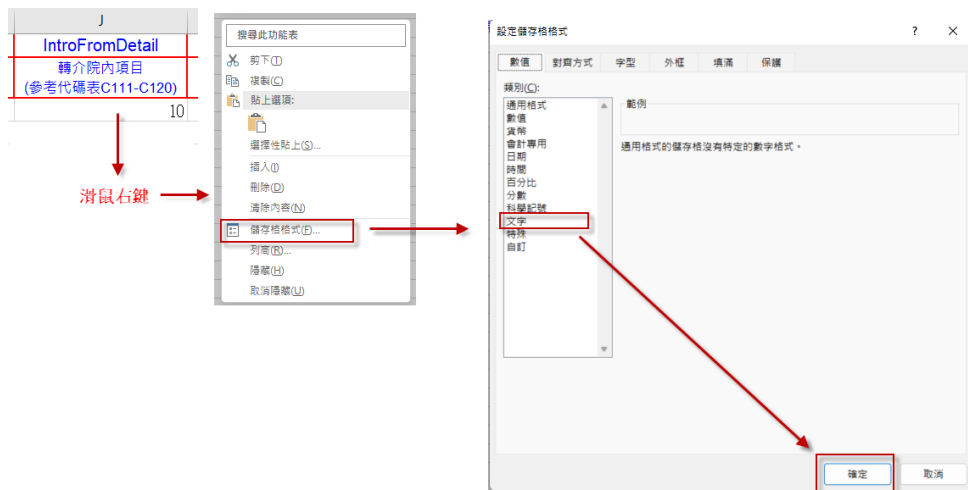 J
IntroFromDetail
轉介院內項目
(參考代碼表C111-C120)
10
滑鼠右鍵
搜尋此功能表
剪下(T)
複製(C)
貼上選項:
選擇性貼上(S)...
插入(I)
刪除(D)
清除內容(N)
儲存格格式(F)...
列高(R)...
隱藏(H)
取消隱藏(U)
設定儲存格格式
? ×
數值 對齊方式 字型 外框 填滿 保護
類別(C):
通用格式
數值
貨幣
會計專用
日期
時間
百分比
分數
科學記號
文字
特殊
自訂
範例
通用格式的儲存格沒有特定的數字格式。
確定 取消